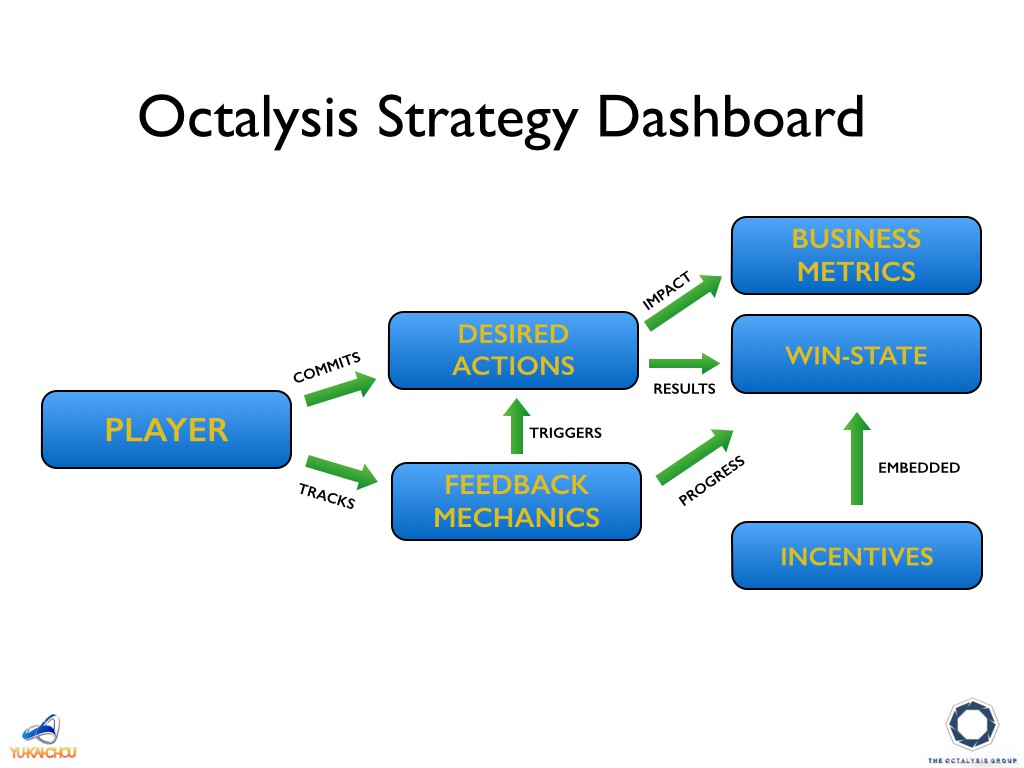 Octalysis Strategy Dashboard
BUSINESS
METRICS
IMPACT
DESIRED
ACTIONS
WIN-STATE
COMMITS
RESULTS
PLAYER
TRIGGERS
PROGRESS
EMBEDDED
TRACKS
FEEDBACK
MECHANICS
INCENTIVES
YU-KAI-CHOU
THE OCTALYSIS GROUP